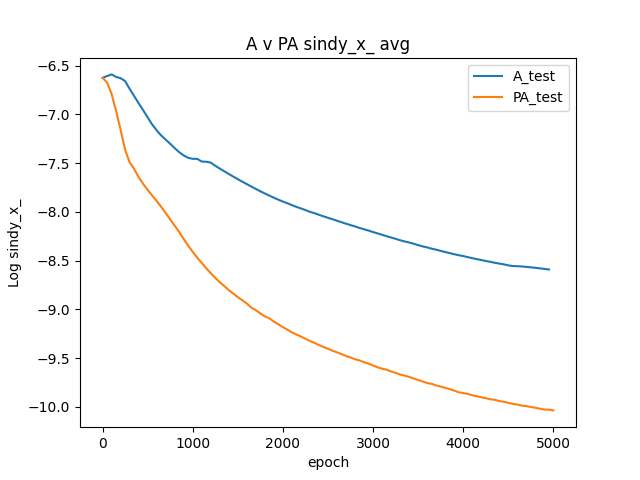 A v PA sindy_x_ avg
A_test
PA_test
Log sindy_x_
−6.5
−7.0
−7.5
−8.0
−8.5
−9.0
−9.5
−10.0
0 1000 2000 3000 4000 5000
epoch